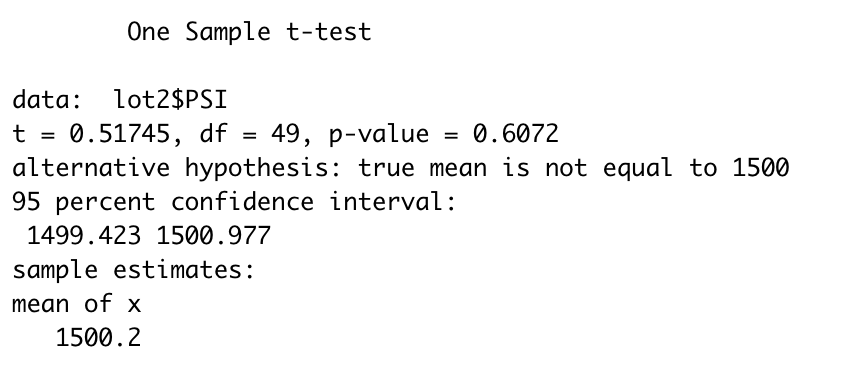 One Sample t-test
data:  lot2$PSI
t = 0.51745, df = 49, p-value = 0.6072
alternative hypothesis: true mean is not equal to 1500
95 percent confidence interval:
1499.423 1500.977
sample estimates:
mean of x
1500.2